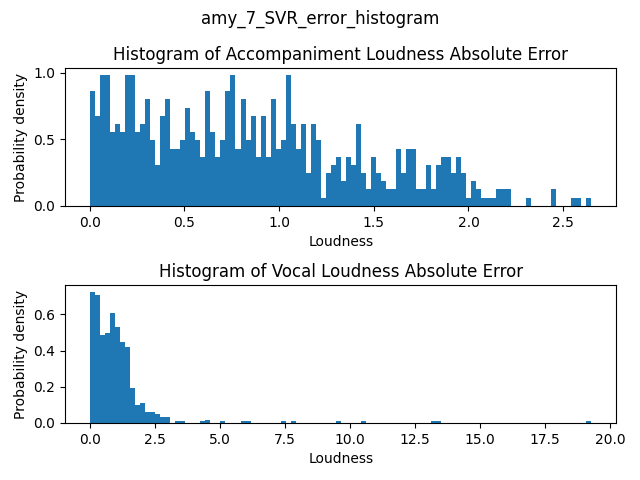 amy_7_SVR_error_histogram
Histogram of Accompaniment Loudness Absolute Error
Probability density
1.0
0.5
0.0
0.0 0.5 1.0 1.5 2.0 2.5
Loudness
Histogram of Vocal Loudness Absolute Error
Probability density
0.6
0.4
0.2
0.0
0.0 2.5 5.0 7.5 10.0 12.5 15.0 17.5 20.0
Loudness